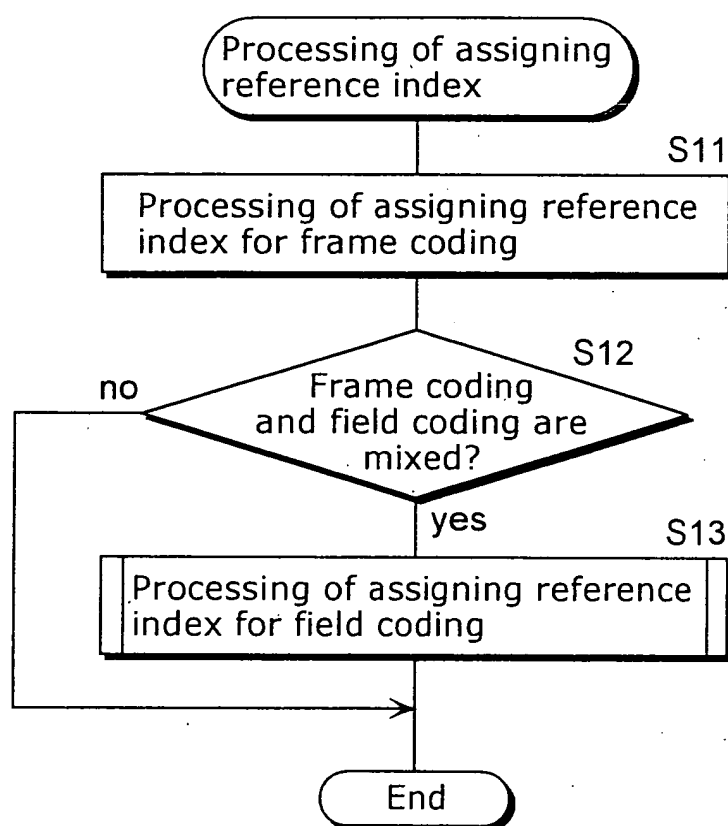 Processing of assigning
reference index
S11
Processing of assigning reference
index for frame coding
S12
no
Frame coding
and field coding are
mixed?
yes
S13
Processing of assigning reference
index for field coding
End